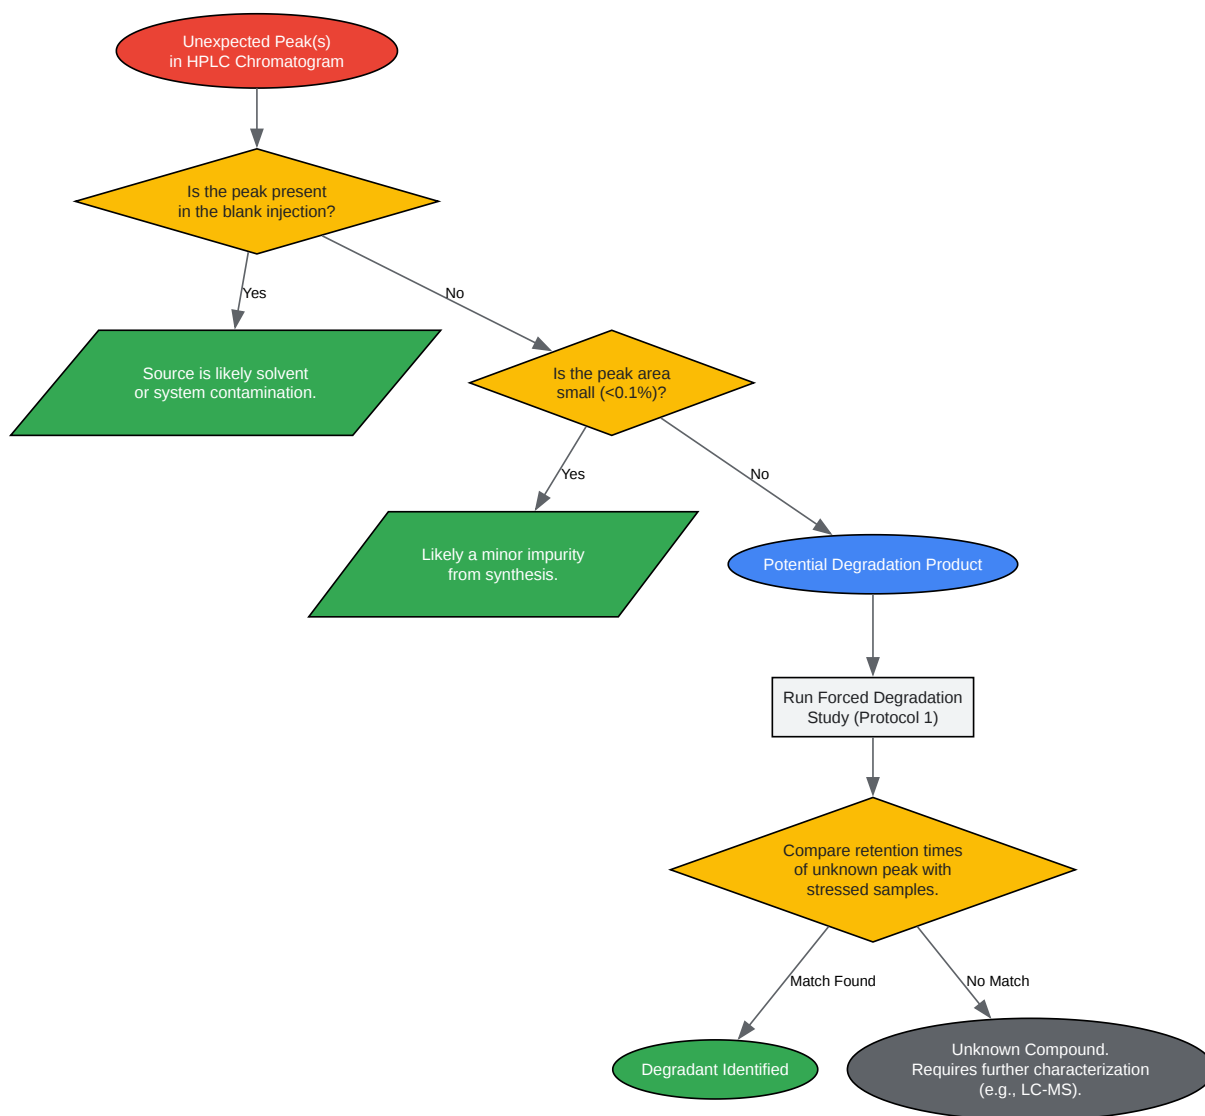 Unexpected Peak(s)
in HPLC Chromatogram
Is the peak present
in the blank injection?
Yes
No
Source is likely solvent
or system contamination.
Is the peak area
small (<0.1%)?
Yes
No
Likely a minor impurity
from synthesis.
Potential Degradation Product
Run Forced Degradation
Study (Protocol 1)
Compare retention times
of unknown peak with
stressed samples.
Match Found
No Match
Degradant Identified
Unknown Compound.
Requires further characterization
(e.g., LC-MS).